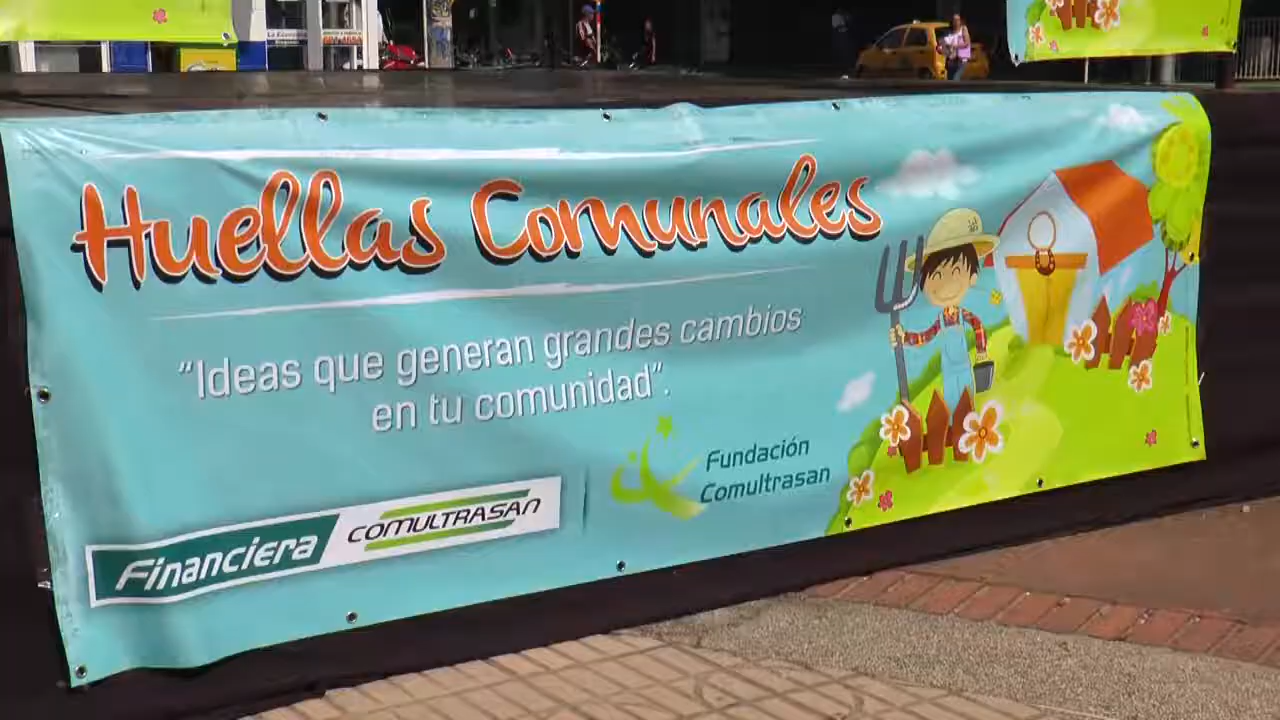 Huellas Comunales
"Ideas que generan grandes cambios
en tu comunidad".
Financiera COMULTRASAN
Fundación
Comultrasan